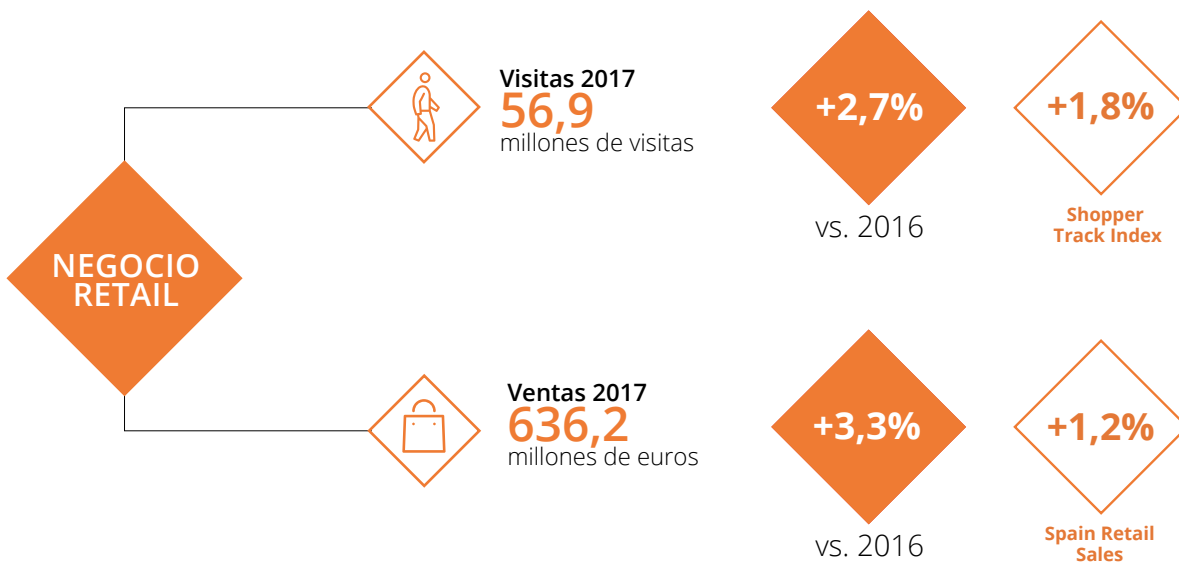 NEGOCIO
RETAIL
Visitas 2017
56,9
millones de visitas
+2,7%
vs. 2016
+1,8%
Shopper
Track Index
Ventas 2017
636,2
millones de euros
+3,3%
vs. 2016
+1,2%
Spain Retail
Sales